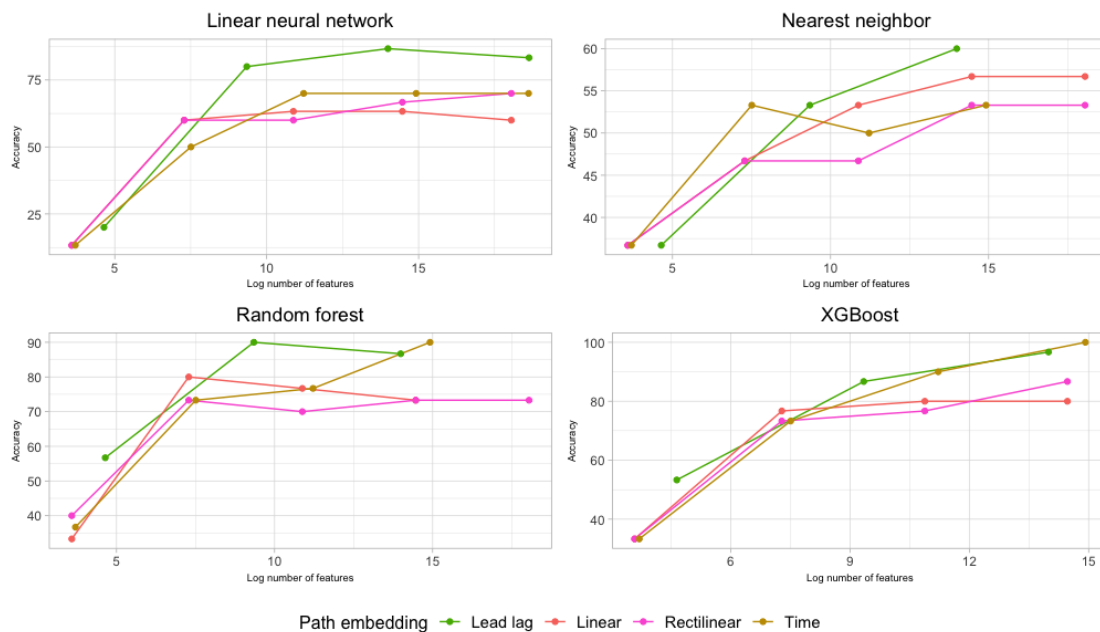 Linear neural network
Nearest neighbor
75
50
25
Accuracy
5
10
15
Log number of features
60
55
50
45
40
Accuracy
5
10
15
Log number of features
Random forest
XGBoost
90
80
70
60
50
40
Accuracy
5
10
15
Log number of features
100
80
60
40
Accuracy
6
9
12
15
Log number of features
Path embedding Lead lag Linear Rectilinear Time